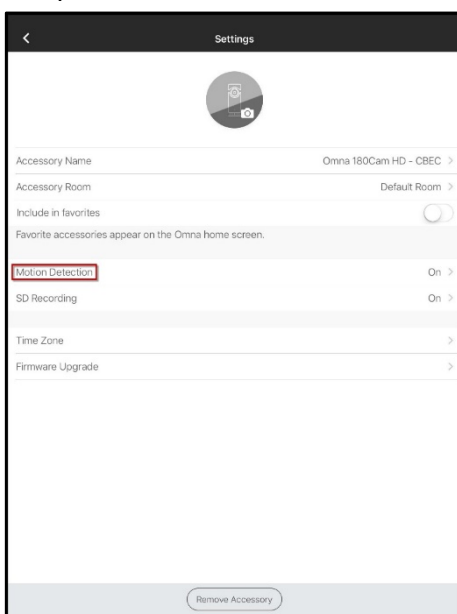 Settings
Accessory Name Omna 180Cam HD - CBEC
Accessory Room Default Room
Include in favorites
Favorite accessories appear on the Omna home screen.
Motion Detection On
SD Recording On
Time Zone
Firmware Upgrade
Remove Accessory